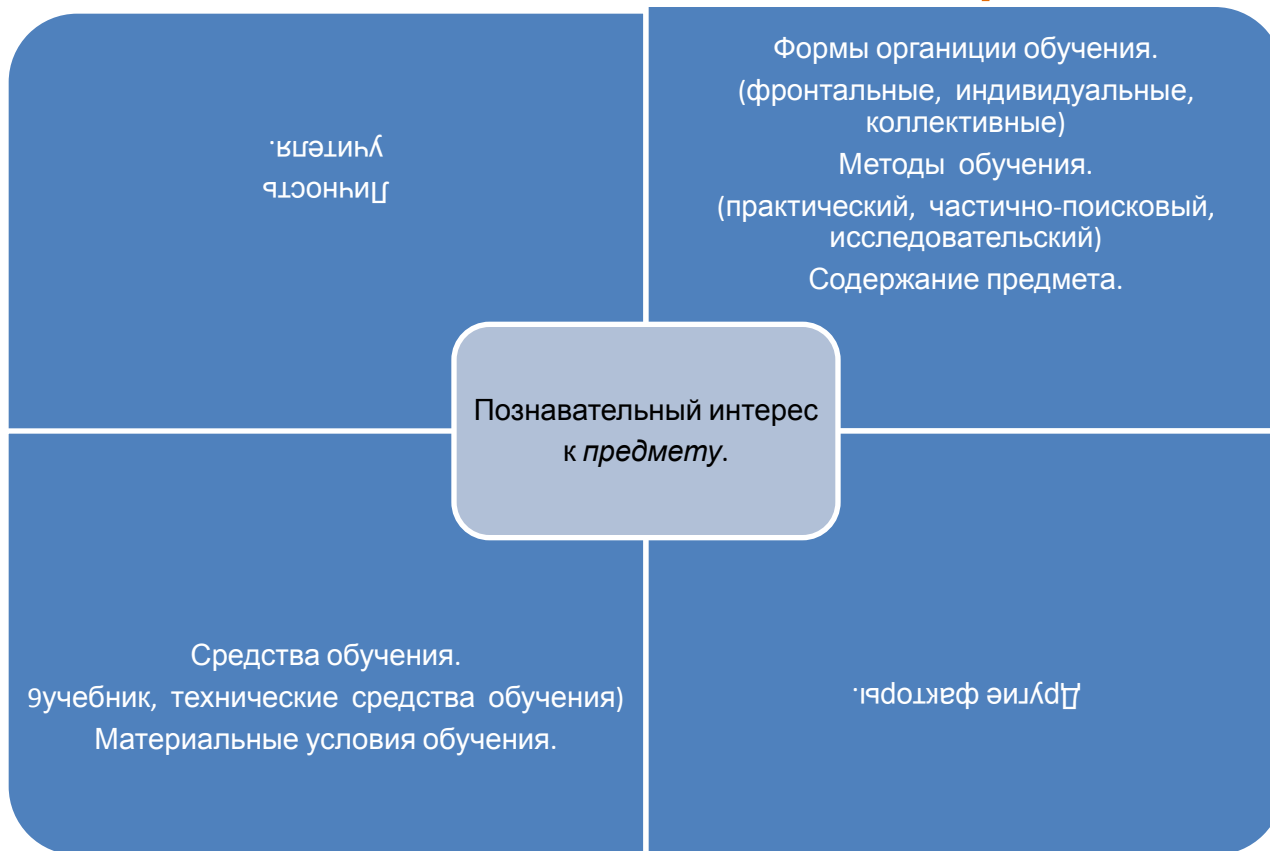 Личность
учителя.
Формы органиции обучения.
(фронтальные, индивидуальные,
коллективные)
Методы обучения.
(практический, частично-поисковый,
исследовательский)
Содержание предмета.
Познавательный интерес
к предмету.
Средства обучения.
9учебник, технические средства обучения)
Материальные условия обучения.
Другие факторы.